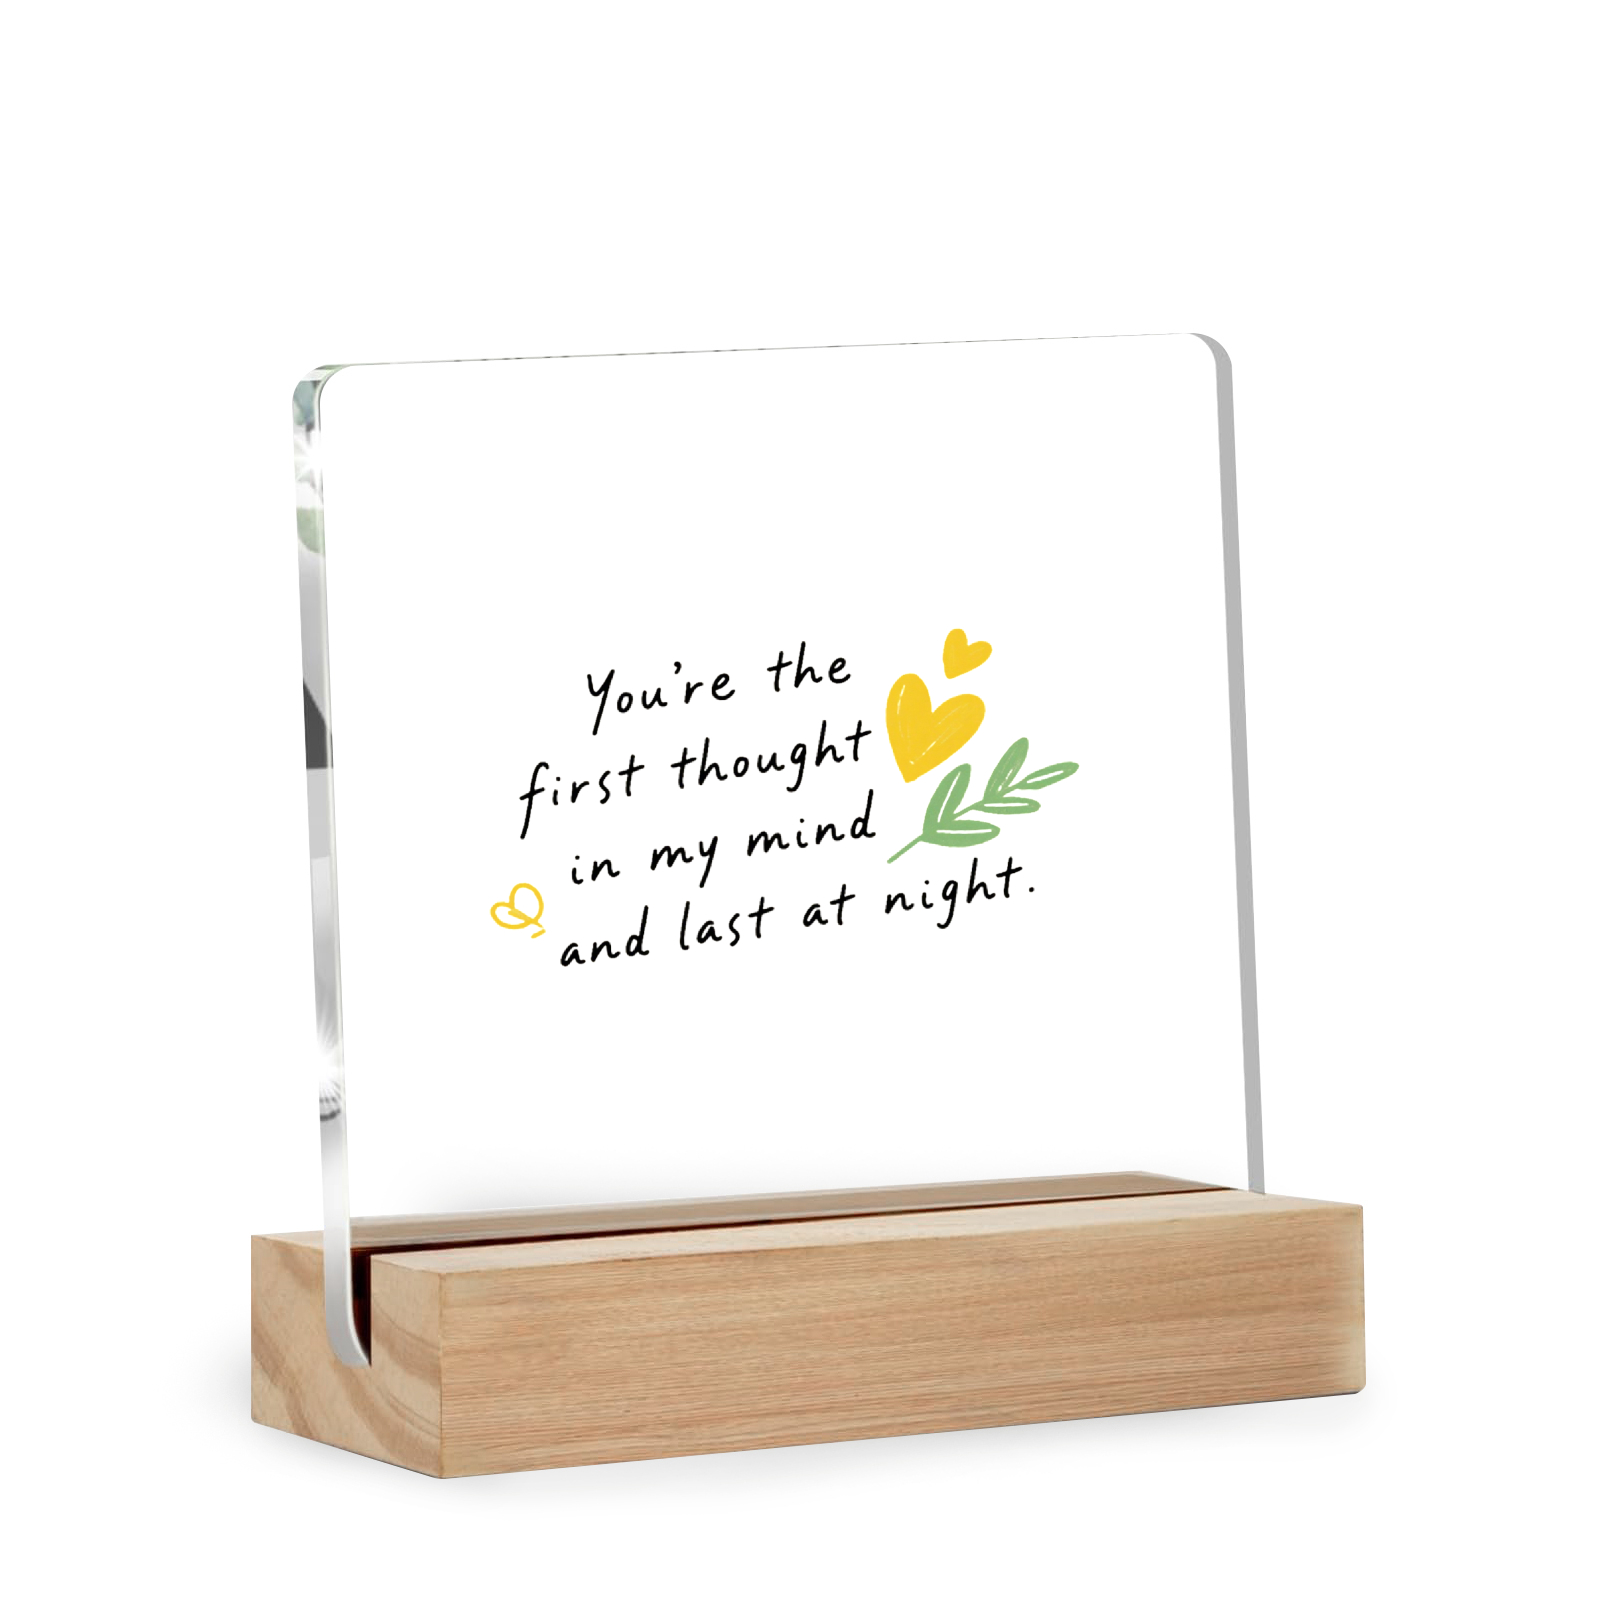 You're the
first thought
in my mind
and last at night.